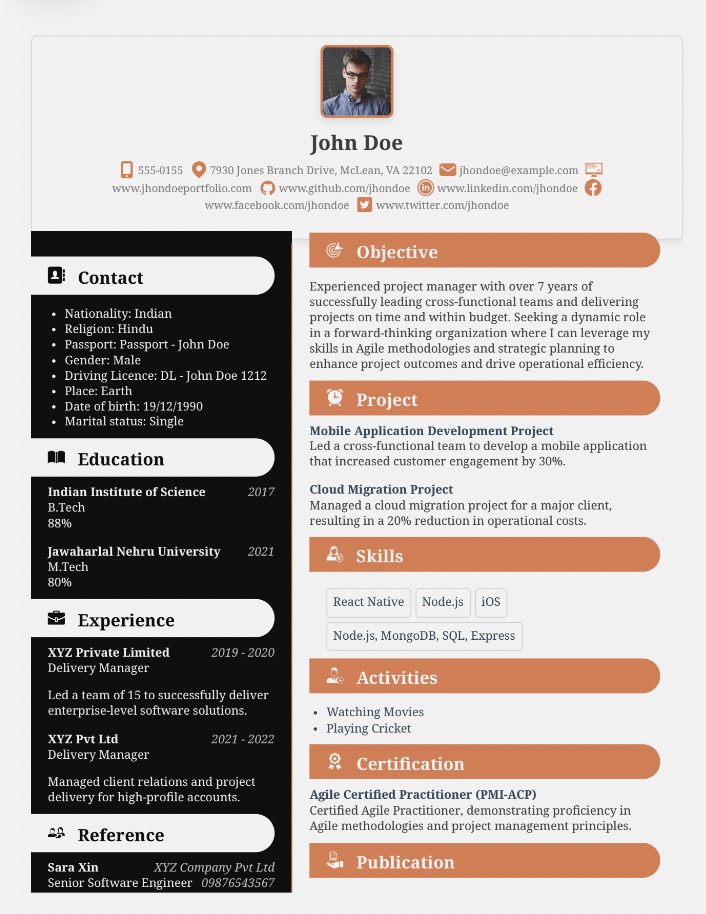 John Doe
555-0155 7930 Jones Branch Drive, McLean, VA 22102 jhondoe@example.com
www.jhondoeportfolio.com www.github.com/jhondoe www.linkedin.com/jhondoe
www.facebook.com/jhondoe www.twitter.com/jhondoe
Contact
• Nationality: Indian
• Religion: Hindu
• Passport: Passport - John Doe
• Gender: Male
• Driving Licence: DL - John Doe 1212
• Place: Earth
• Date of birth: 19/12/1990
• Marital status: Single
Education
Indian Institute of Science 2017
B.Tech
88%
Jawaharlal Nehru University 2021
M.Tech
80%
Experience
XYZ Private Limited 2019 - 2020
Delivery Manager
Led a team of 15 to successfully deliver
enterprise-level software solutions.
XYZ Pvt Ltd 2021 - 2022
Delivery Manager
Managed client relations and project
delivery for high-profile accounts.
Reference
Sara Xin XYZ Company Pvt Ltd
Senior Software Engineer 09876543567
Objective
Experienced project manager with over 7 years of
successfully leading cross-functional teams and delivering
projects on time and within budget. Seeking a dynamic role
in a forward-thinking organization where I can leverage my
skills in Agile methodologies and strategic planning to
enhance project outcomes and drive operational efficiency.
Project
Mobile Application Development Project
Led a cross-functional team to develop a mobile application
that increased customer engagement by 30%.
Cloud Migration Project
Managed a cloud migration project for a major client,
resulting in a 20% reduction in operational costs.
Skills
React Native Node.js iOS
Node.js, MongoDB, SQL, Express
Activities
• Watching Movies
• Playing Cricket
Certification
Agile Certified Practitioner (PMI-ACP)
Certified Agile Practitioner, demonstrating proficiency in
Agile methodologies and project management principles.
Publication